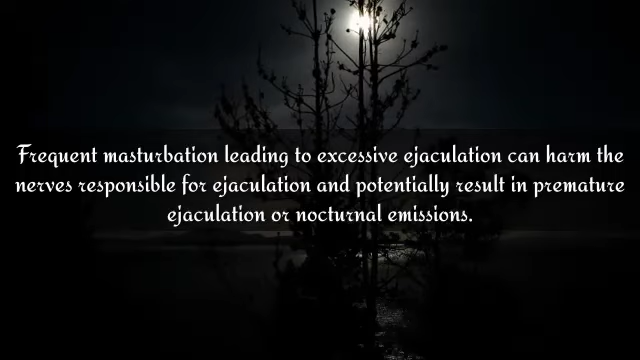 Frequent masturbation leading to excessive ejaculation can harm the
nerves responsible for ejaculation and potentially result in premature
ejaculation or nocturnal emissions.